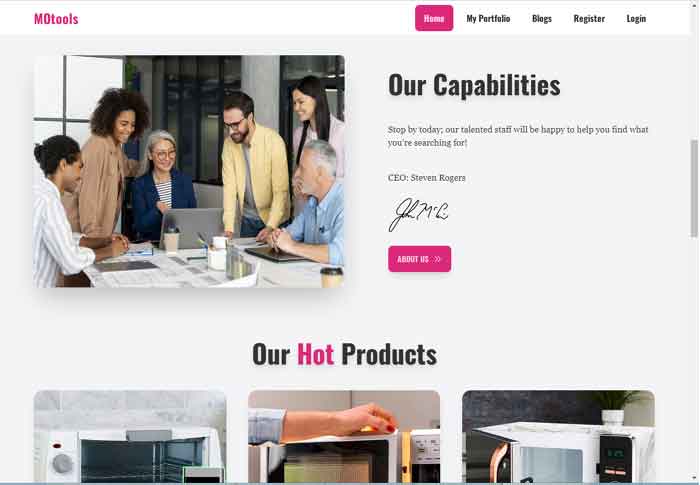 MOtools
Home
My Portfolio
Blogs
Register
Login
Our Capabilities
Stop by today; our talented staff will be happy to help you find what
you're searching for!
CEO: Steven Rogers
ABOUT US
Our Hot Products